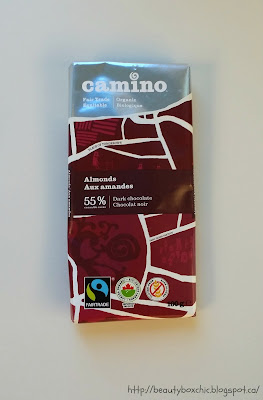 camino
Fair Trade | Organic
Équitable | Biologique
Almonds
Aux amandes
55% | Dark chocolate
Chocolat noir
FAIRTRADE
100 g
http://beautyboxchic.blogspot.ca/